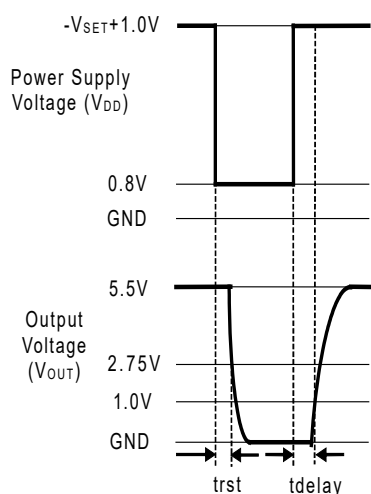 -VSET+1.0V
Power Supply
Voltage (VDD)
0.8V
GND
5.5V
Output
Voltage
(VOUT)
2.75V
1.0V
GND
trst
tdelay